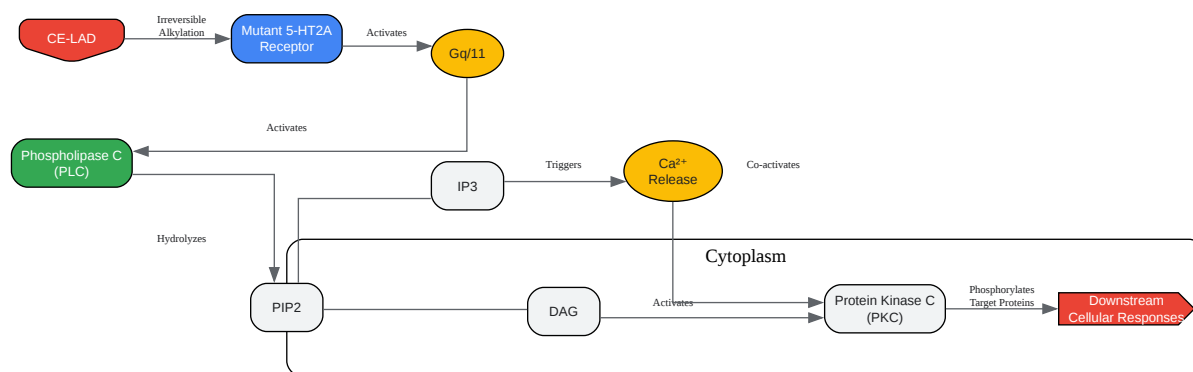 CE-LAD
Irreversible
Alkylation
Mutant 5-HT2A
Receptor
Activates
Gq/11
Activates
Phospholipase C
(PLC)
IP3
Triggers
Ca²⁺
Release
Co-activates
Hydrolyzes
Cytoplasm
PIP2
DAG
Activates
Protein Kinase C
(PKC)
Phosphorylates
Target Proteins
Downstream
Cellular Responses